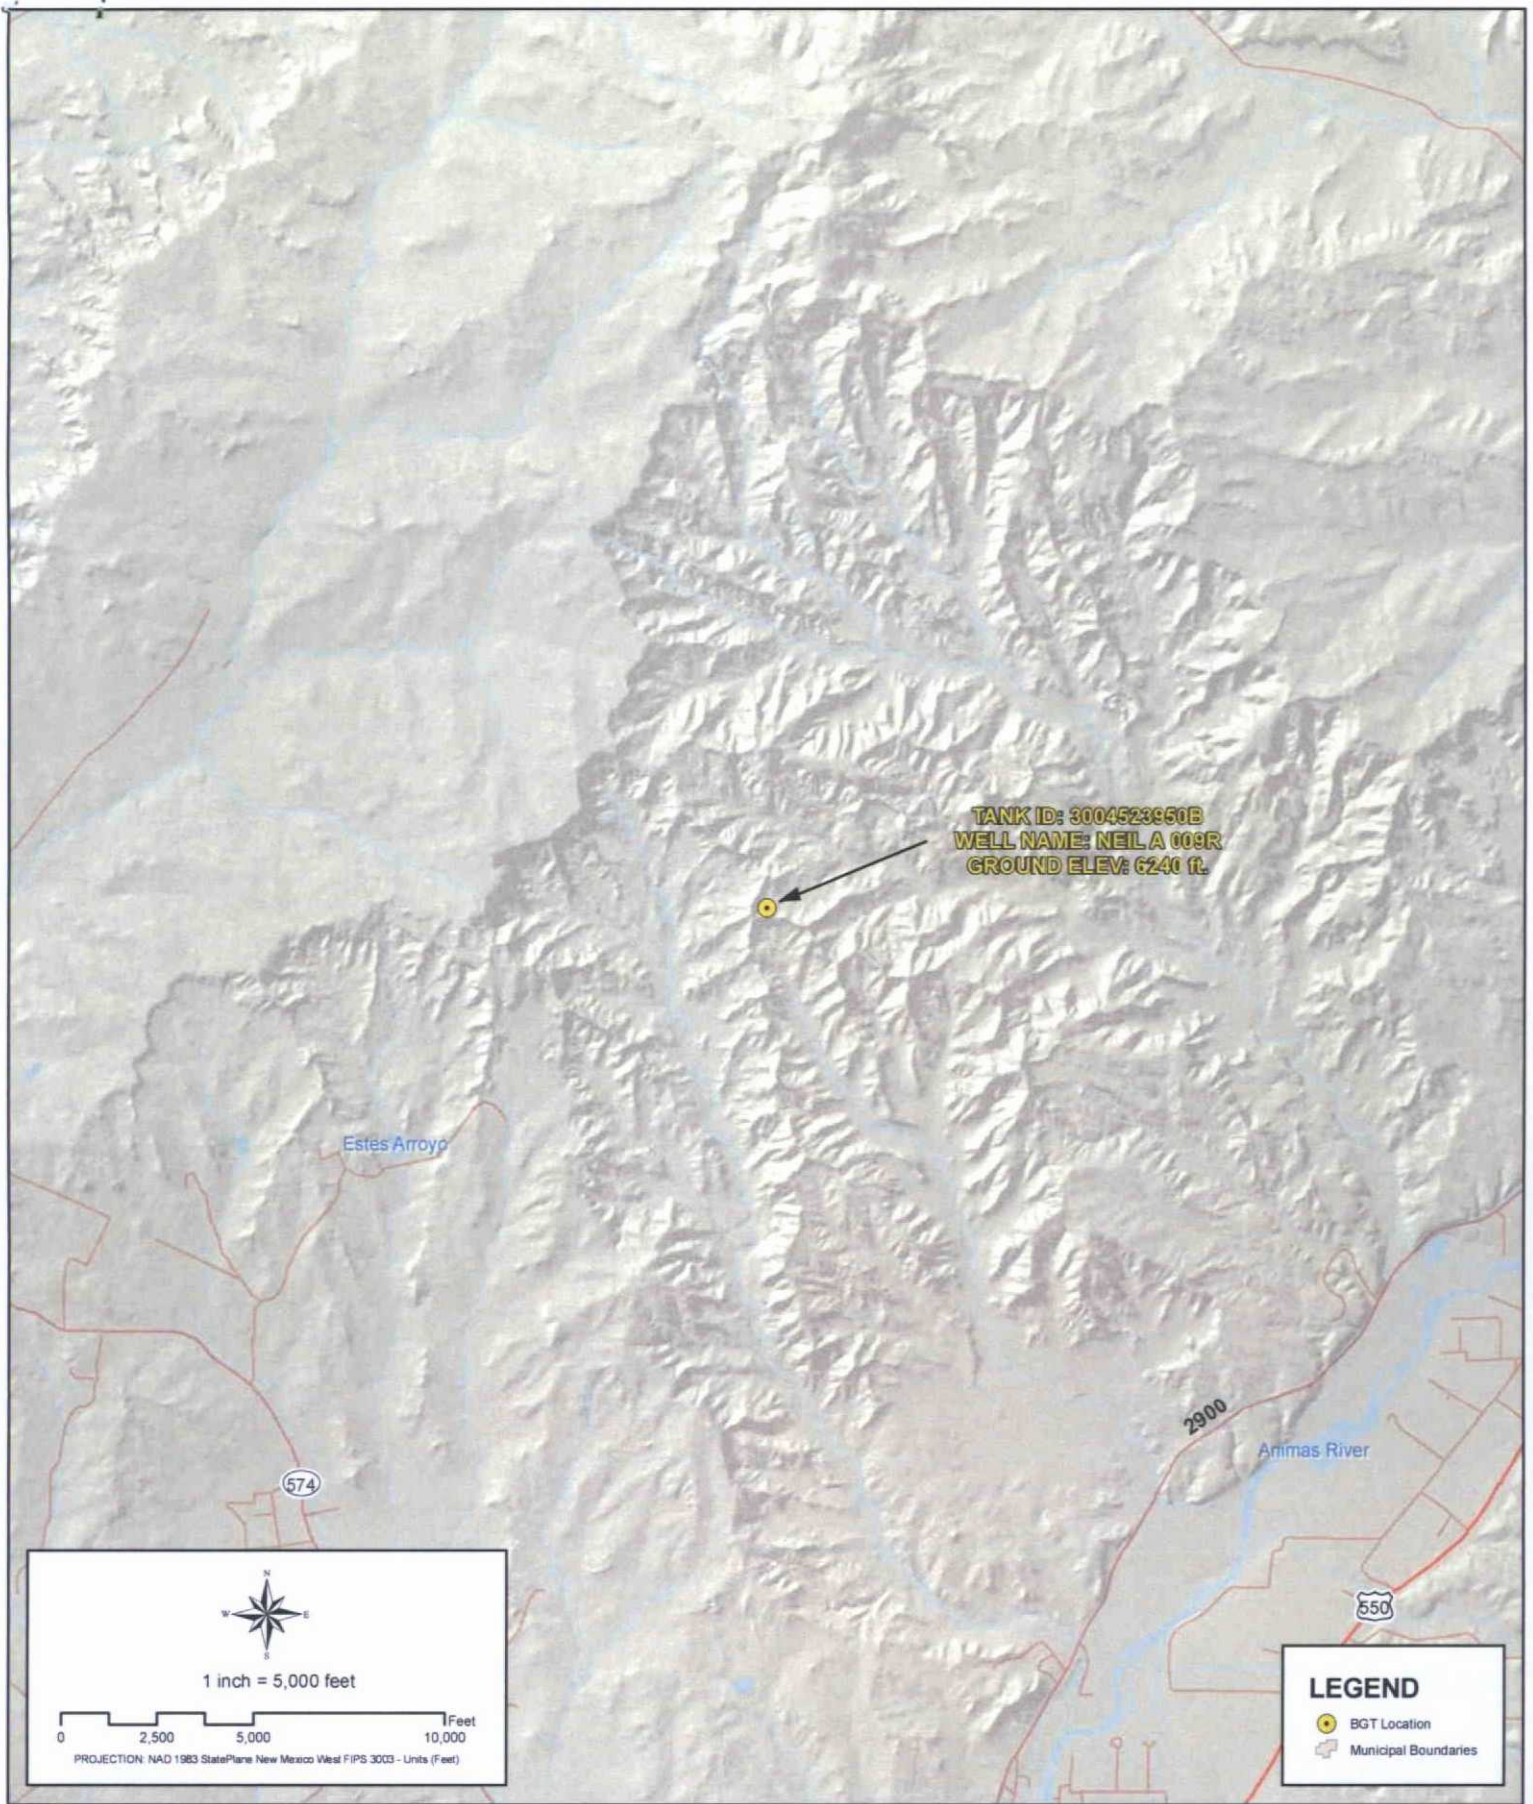 TANK ID: 3004523950B
WELL NAME: NEIL A 009R
GROUND ELEV: 6240 ft.
Estes Arroyo
2900
Animas River
574
550
N
W E
S
1 inch = 5,000 feet
Feet
0 2,500 5,000 10,000
PROJECTION: NAD 1983 StatePlane New Mexico West FIPS 3003 - Units (Feet)
LEGEND
BGT Location
Municipal Boundaries